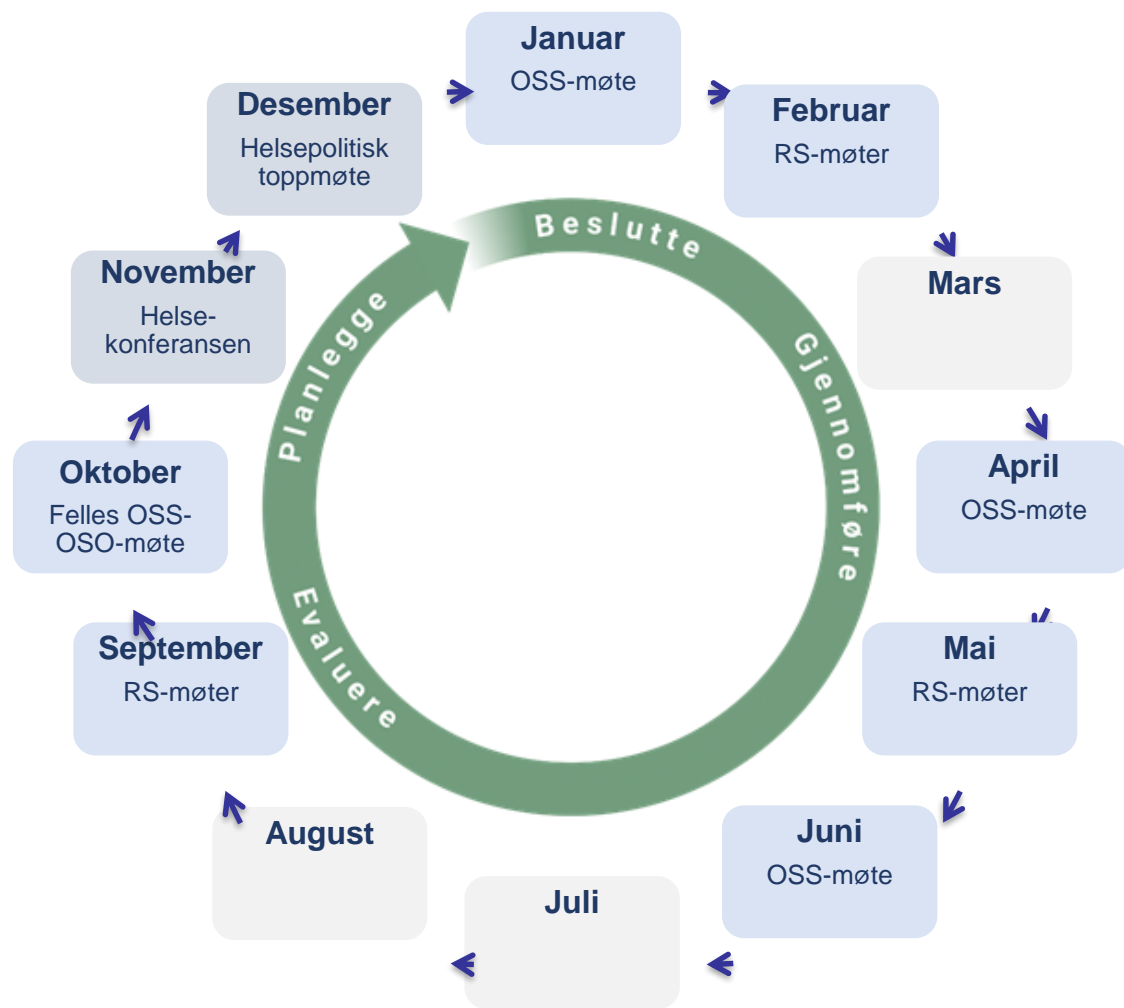 Januar
OSS-møte
Februar
RS-møter
Mars
April
OSS-møte
Mai
RS-møter
Juni
OSS-møte
Juli
August
September
RS-møter
Oktober
Felles OSS-
OSO-møte
November
Helse-
konferansen
Desember
Helsepolitisk
toppmøte
Beslutte
Gjennomføre
Evaluere
Planlegge